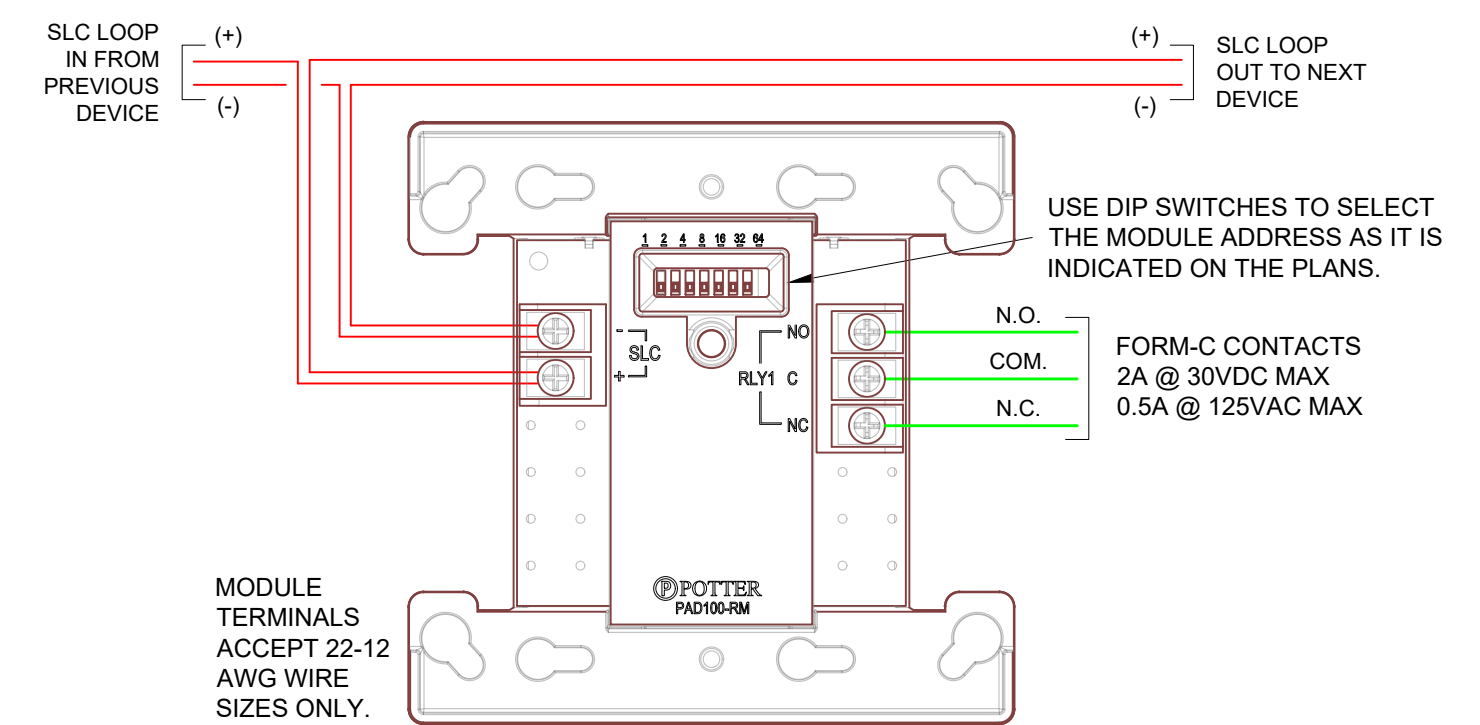 SLC LOOP
IN FROM
PREVIOUS
DEVICE
(+)
(-)
(+)
(-)
SLC LOOP
OUT TO NEXT
DEVICE
1 2 4 8 16 32 64
USE DIP SWITCHES TO SELECT
THE MODULE ADDRESS AS IT IS
INDICATED ON THE PLANS.
-
SLC
+
NO
RLY1 C
NC
N.O.
COM.
N.C.
FORM-C CONTACTS
2A @ 30VDC MAX
0.5A @ 125VAC MAX
P POTTER
PAD100-RM
MODULE
TERMINALS
ACCEPT 22-12
AWG WIRE
SIZES ONLY.